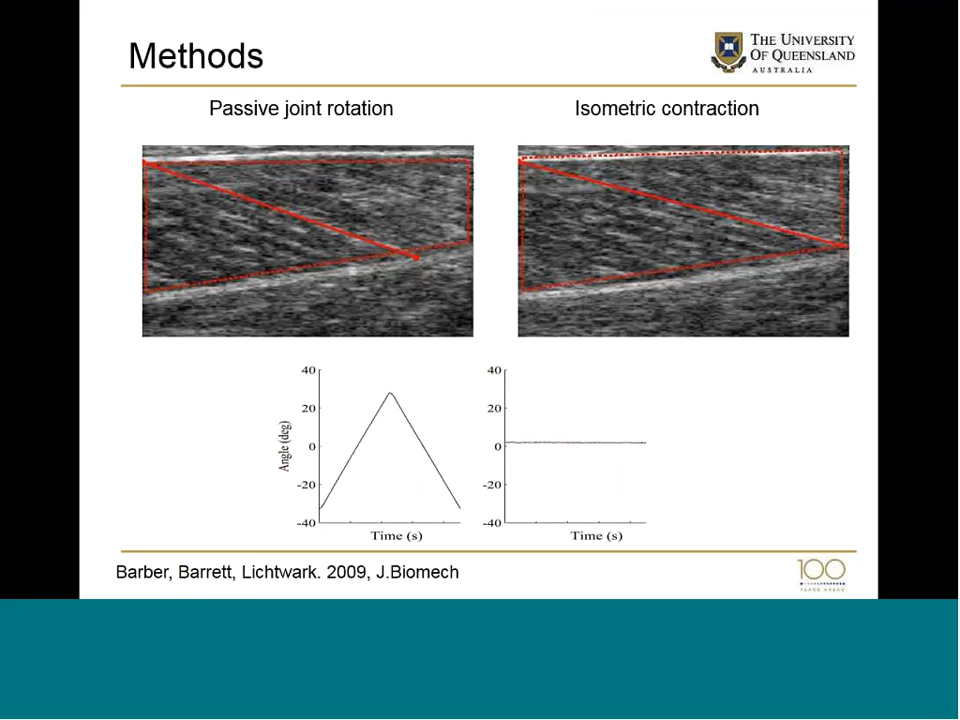 Methods
THE UNIVERSITY
OF QUEENSLAND
AUSTRALIA
Passive joint rotation
Isometric contraction
40
20
0
-20
-40
Angle (deg)
Time (s)
40
20
0
-20
-40
Time (s)
Barber, Barrett, Lichtwark. 2009, J.Biomech
100